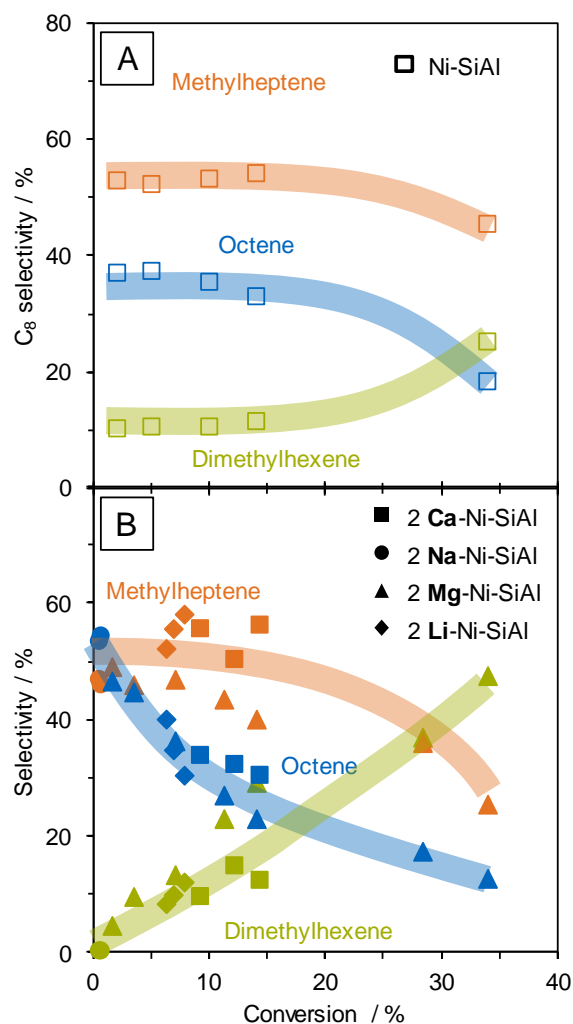 80
A
Ni-SiAl
Methylheptene
60
Octene
40
20
Dimethylhexene
0
C₈ selectivity / %
B
2 Ca-Ni-SiAl
2 Na-Ni-SiAl
2 Mg-Ni-SiAl
2 Li-Ni-SiAl
Methylheptene
60
40
Octene
20
Dimethylhexene
0
Selectivity / %
0 10 20 30 40
Conversion / %